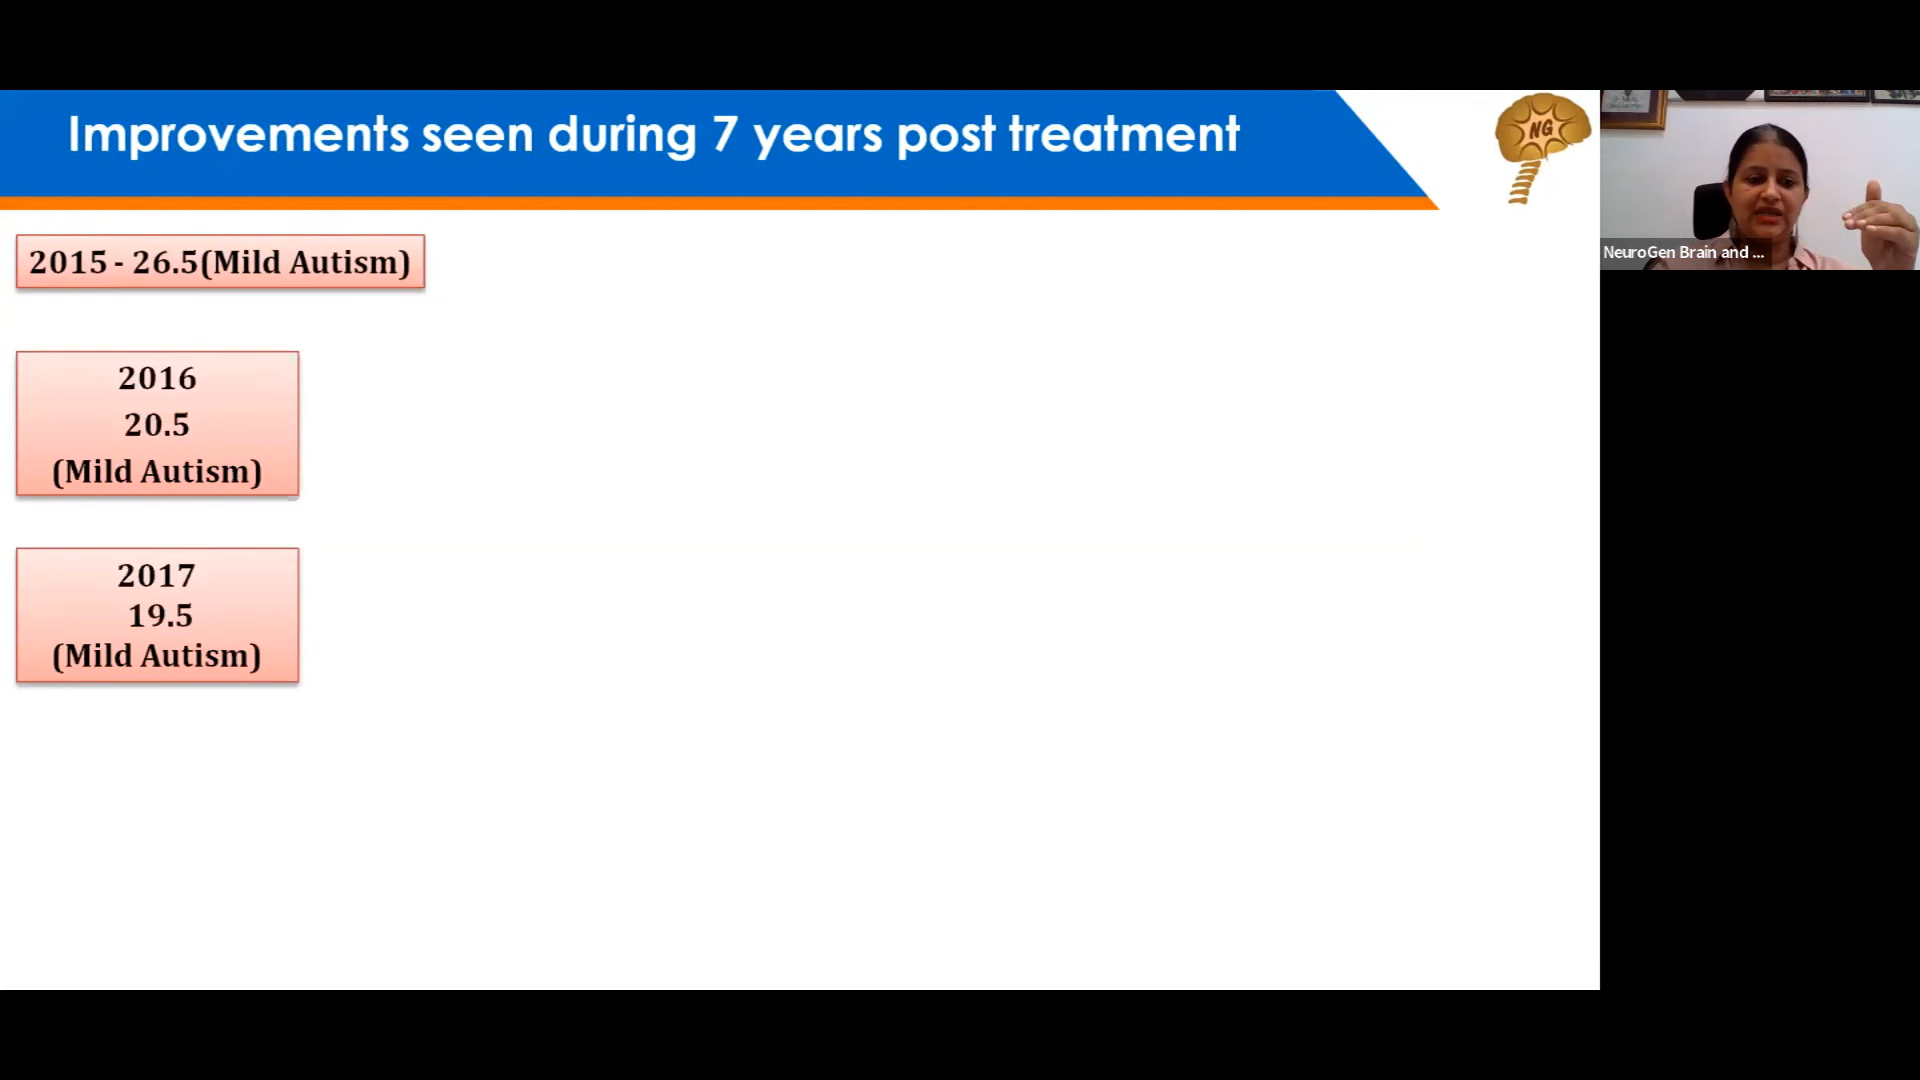 Improvements seen during 7 years post treatment
NG
NeuroGen Brain and ...
2015 - 26.5(Mild Autism)
2016
20.5
(Mild Autism)
2017
19.5
(Mild Autism)